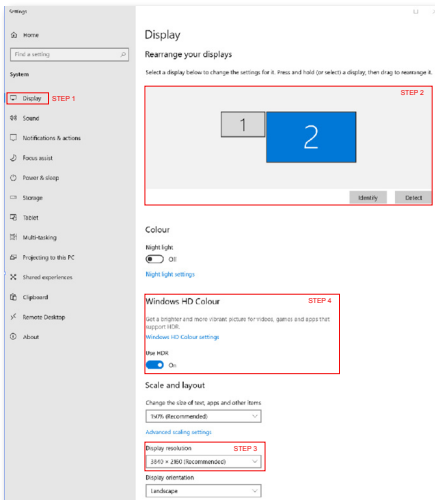 Settings
Home
Find a setting
System
Display
STEP 1
Sound
Notifications & actions
Focus assist
Power & sleep
Storage
Tablet
Multi-tasking
Projecting to this PC
Shared experiences
Clipboard
Remote Desktop
About
Display
Rearrange your displays
Select a display below to change the settings for it. Press and hold (or select) a display, then drag to rearrange it.
STEP 2
1
2
Identify
Detect
Colour
Night light
Off
Night light settings
Windows HD Colour
STEP 4
Get a brighter and more vibrant picture for videos, games and apps that
support HDR.
Windows HD Colour settings
Use HDR
On
Scale and layout
Change the size of text, apps and other items
150% (Recommended)
Advanced scaling settings
Display resolution
STEP 3
3840 × 2160 (Recommended)
Display orientation
Landscape